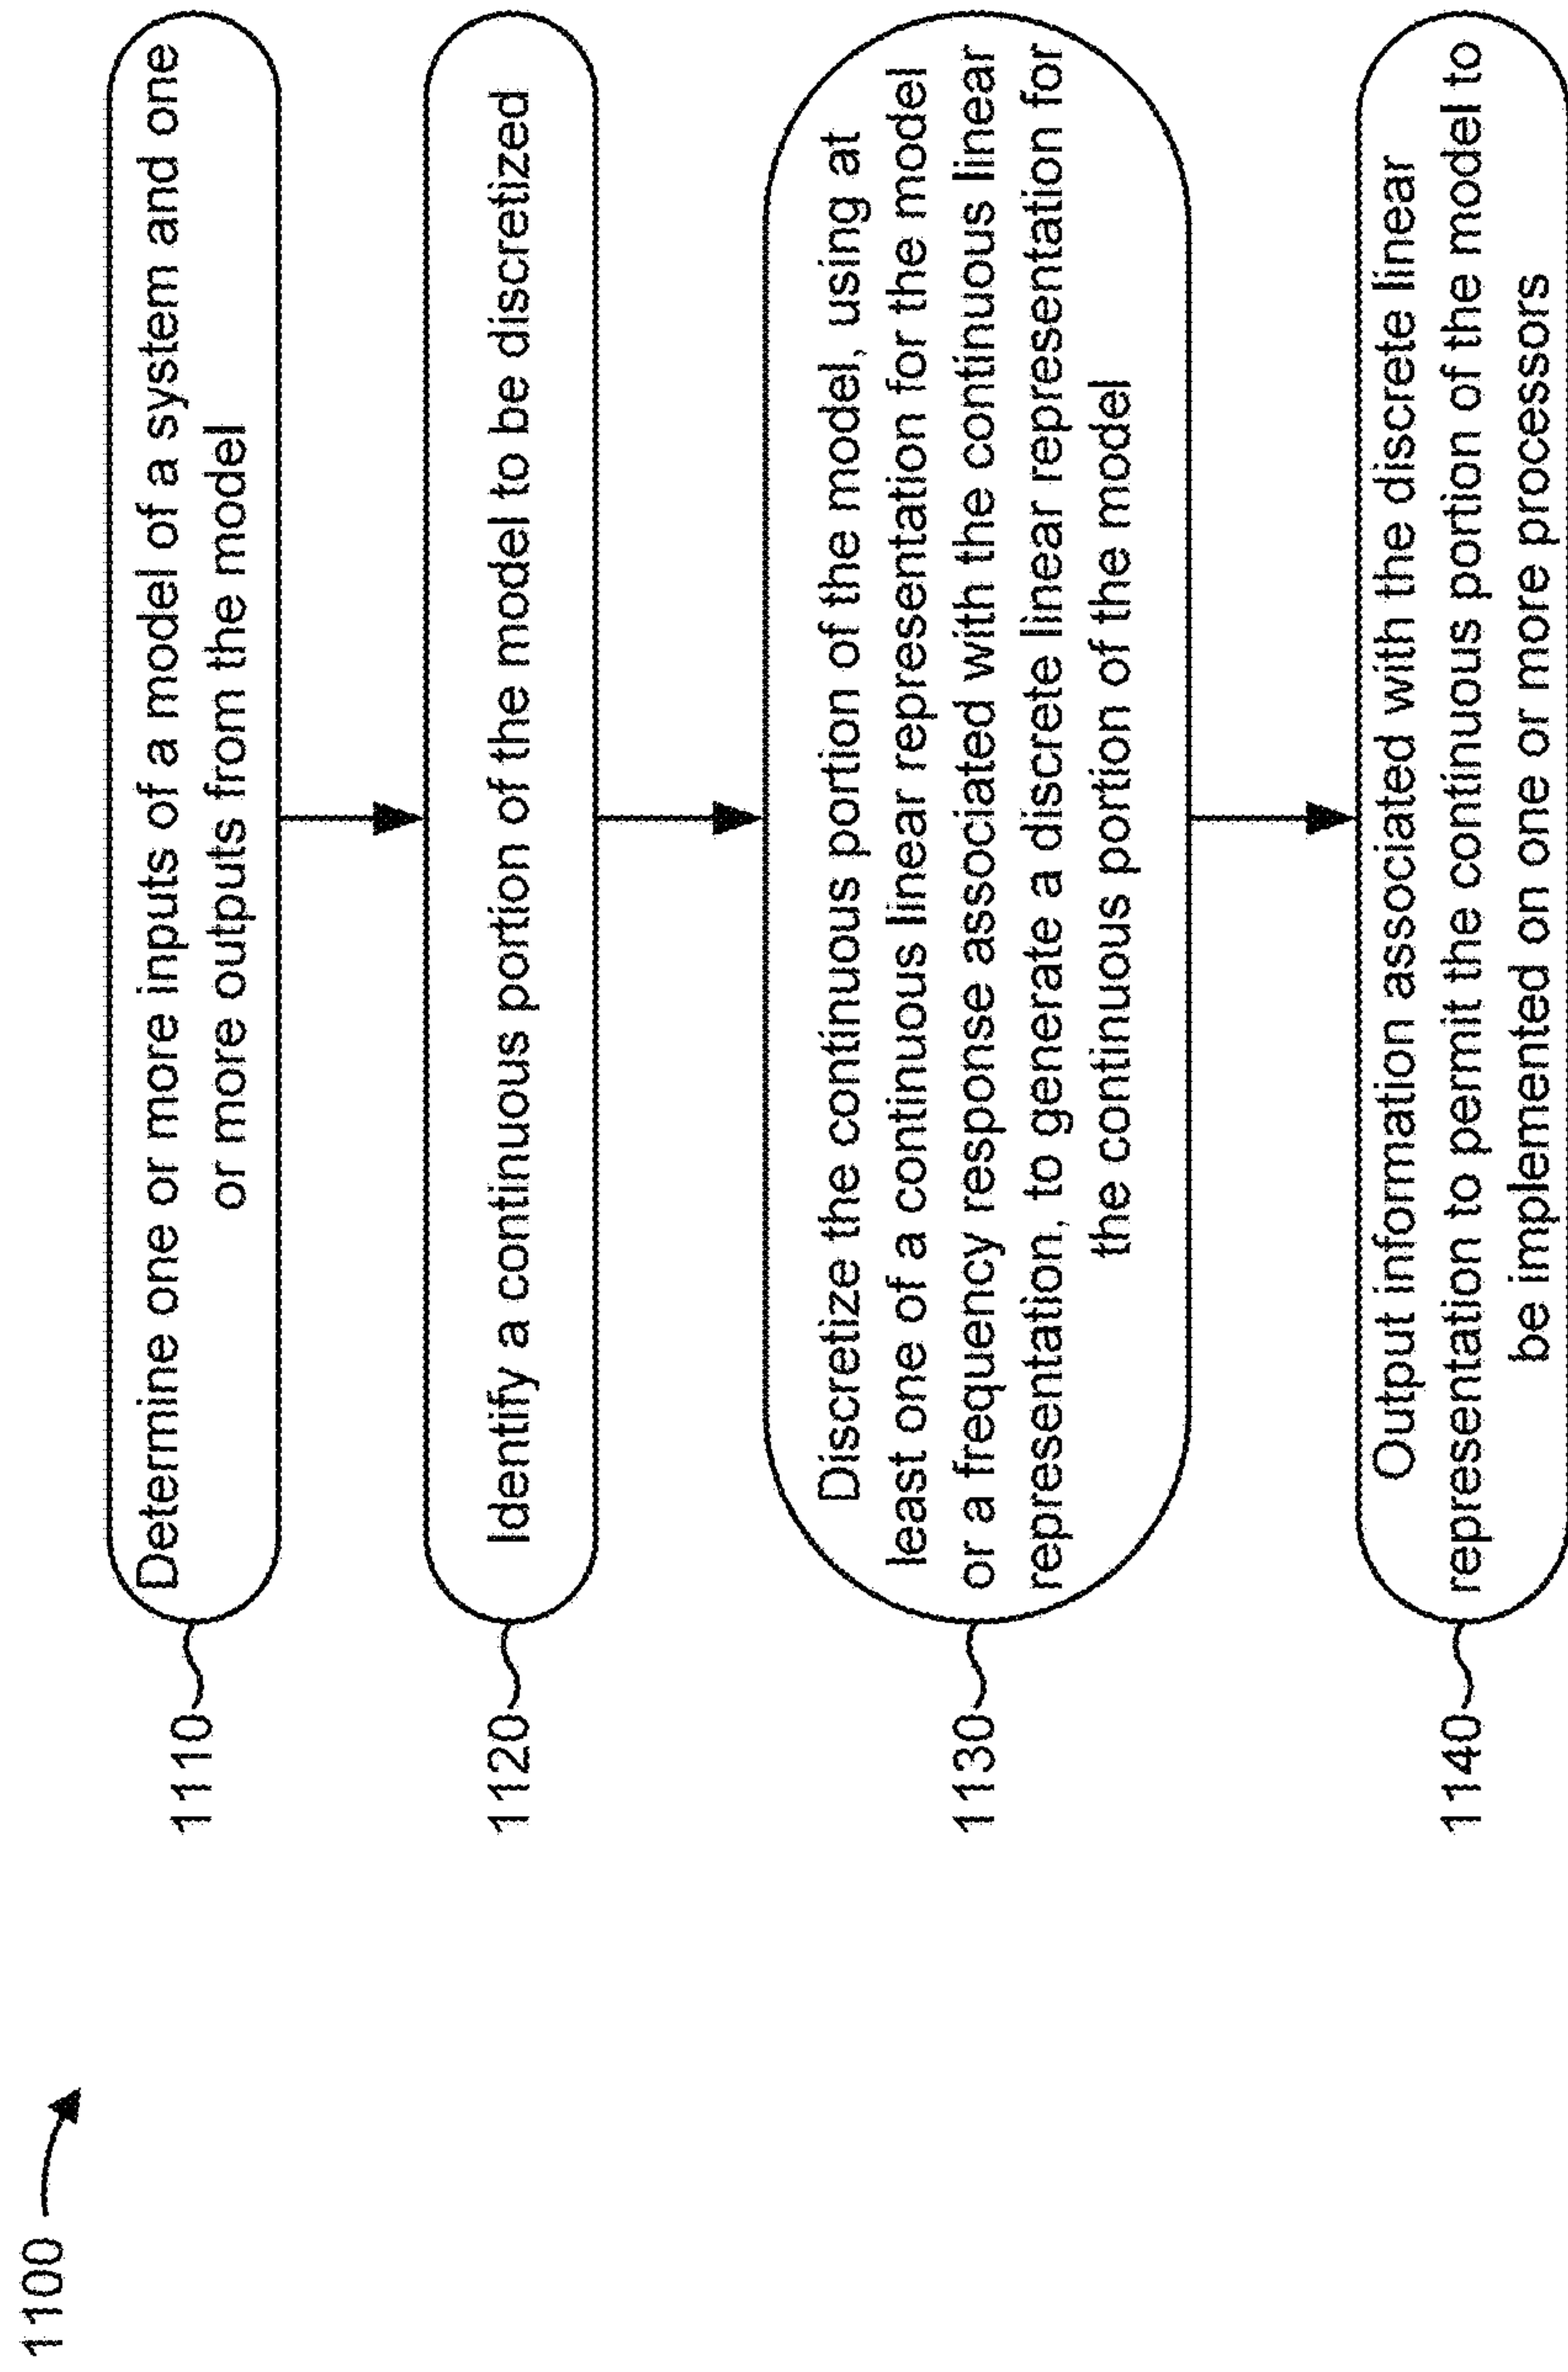 1100
1110
Determine one or more inputs of a model of a system and one
or more outputs from the model
1120
Identify a continuous portion of the model to be discretized
1130
Discretize the continuous portion of the model, using at
least one of a continuous linear representation for the model
or a frequency response associated with the continuous linear
representation, to generate a discrete linear representation for
the continuous portion of the model
1140
Output information associated with the discrete linear
representation to permit the continuous portion of the model to
be implemented on one or more processors